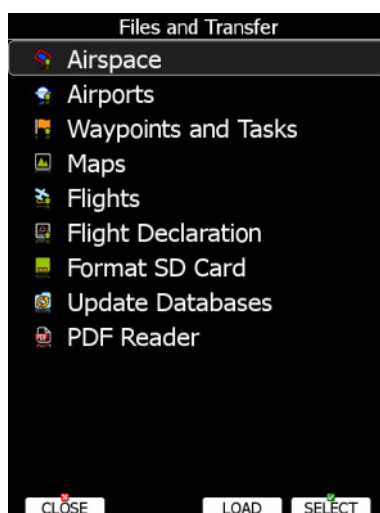 Files and Transfer
Airspace
Airports
Waypoints and Tasks
Maps
Flights
Flight Declaration
Format SD Card
Update Databases
PDF Reader
CLOSE LOAD SELECT